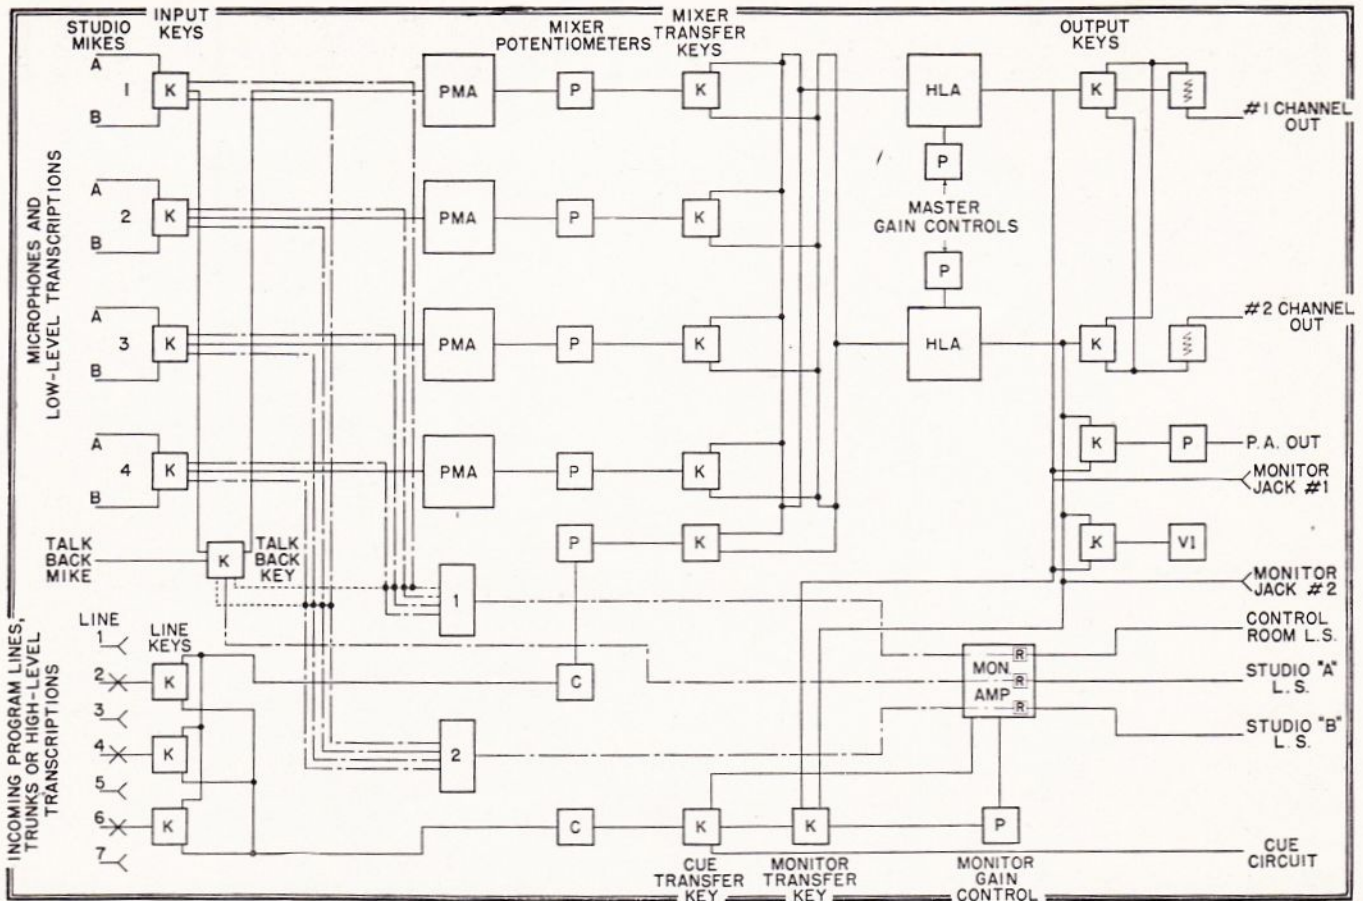 STUDIO
MIKES
INPUT
KEYS
MIXER
POTENTIOMETERS
MIXER
TRANSFER
KEYS
OUTPUT
KEYS
MICROPHONES AND
LOW-LEVEL TRANSCRIPTIONS
A
1
B
K
PMA
P
K
HLA
K
#1 CHANNEL
OUT
P
MASTER
GAIN CONTROLS
P
A
2
B
K
PMA
P
K
A
3
B
K
PMA
P
K
HLA
K
#2 CHANNEL
OUT
A
4
B
K
PMA
P
K
K
P
P.A. OUT
MONITOR
JACK #1
TALK
BACK
MIKE
K
TALK
BACK
KEY
P
K
K
VI
MONITOR
JACK #2
1
INCOMING PROGRAM LINES,
TRUNKS OR HIGH-LEVEL
TRANSCRIPTIONS
LINE
LINE
KEYS
1
2
3
4
5
6
7
K
K
K
C
2
MON
AMP
R
R
R
CONTROL
ROOM L.S.
STUDIO "A"
L.S.
STUDIO "B"
L.S.
C
K
K
P
CUE
TRANSFER
KEY
MONITOR
TRANSFER
KEY
MONITOR
GAIN
CONTROL
CUE
CIRCUIT